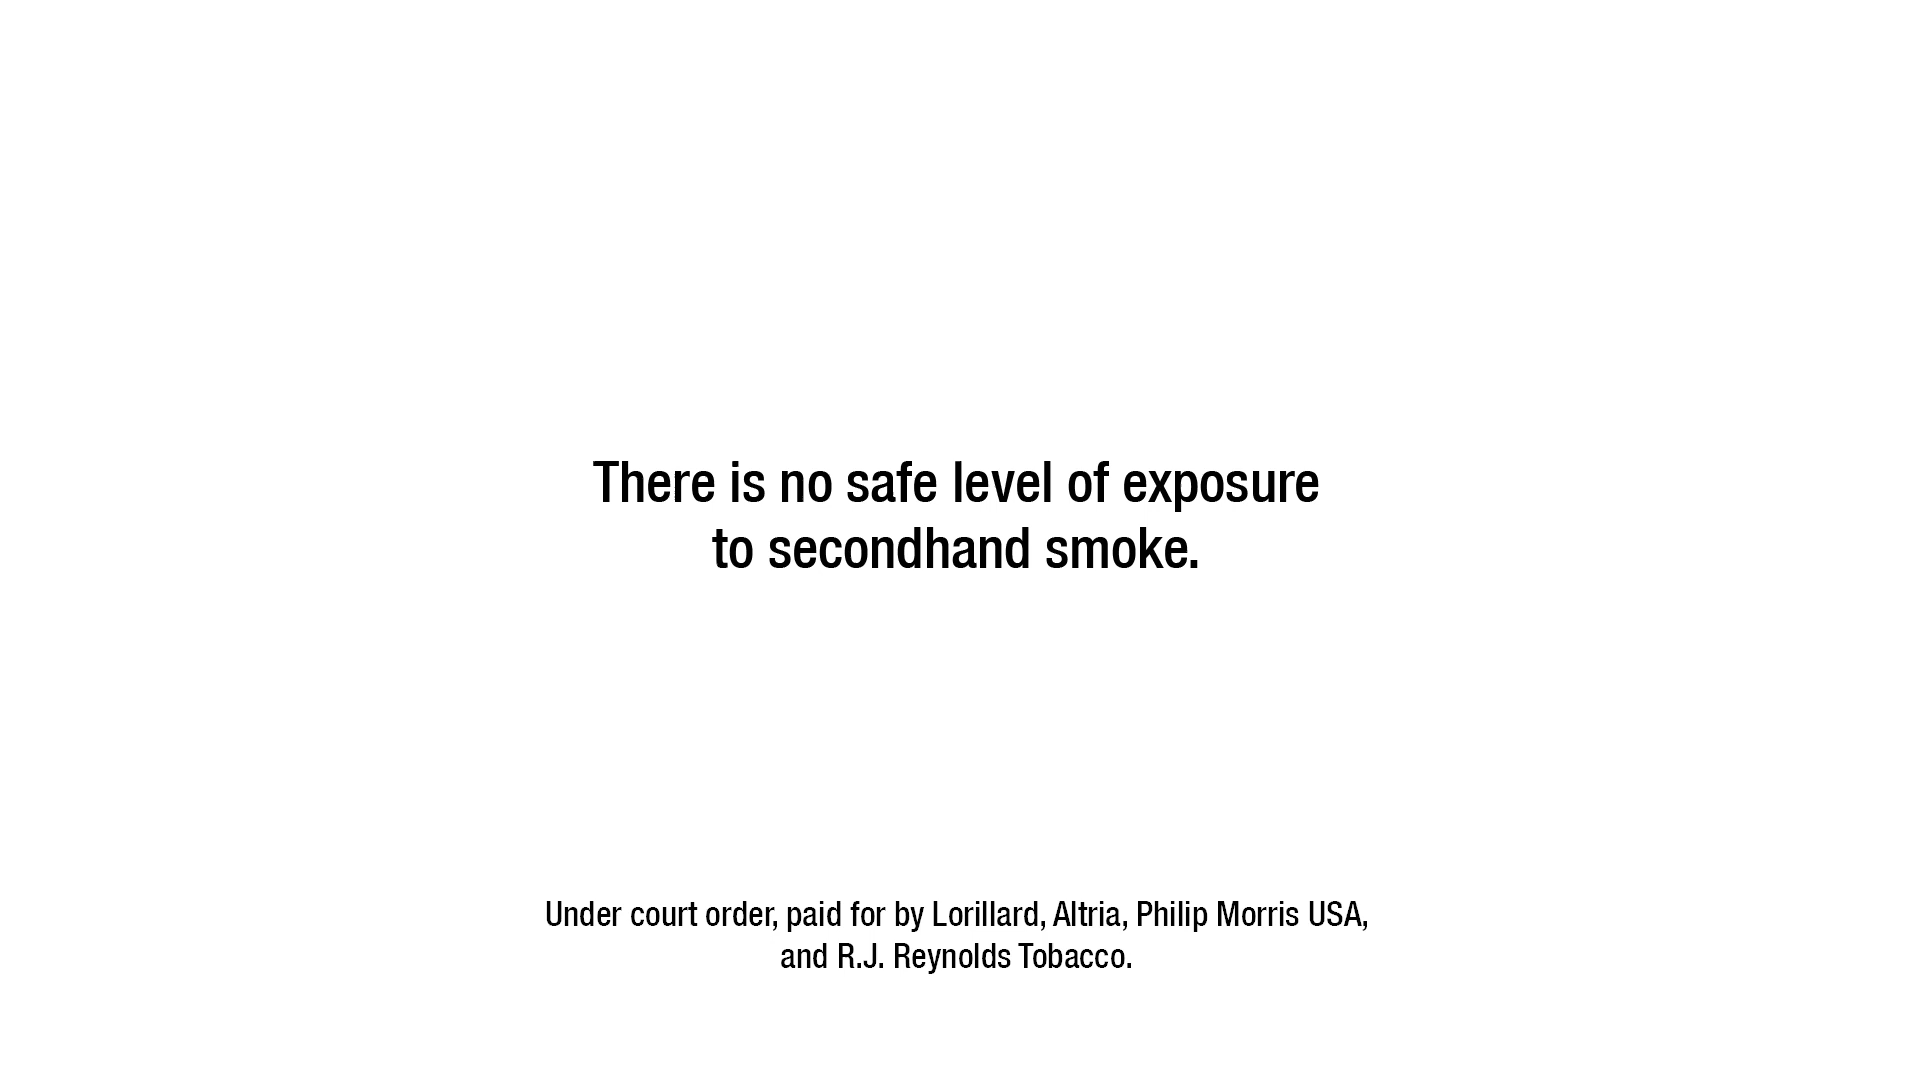 There is no safe level of exposure
to secondhand smoke.
Under court order, paid for by Lorillard, Altria, Philip Morris USA,
and R.J. Reynolds Tobacco.